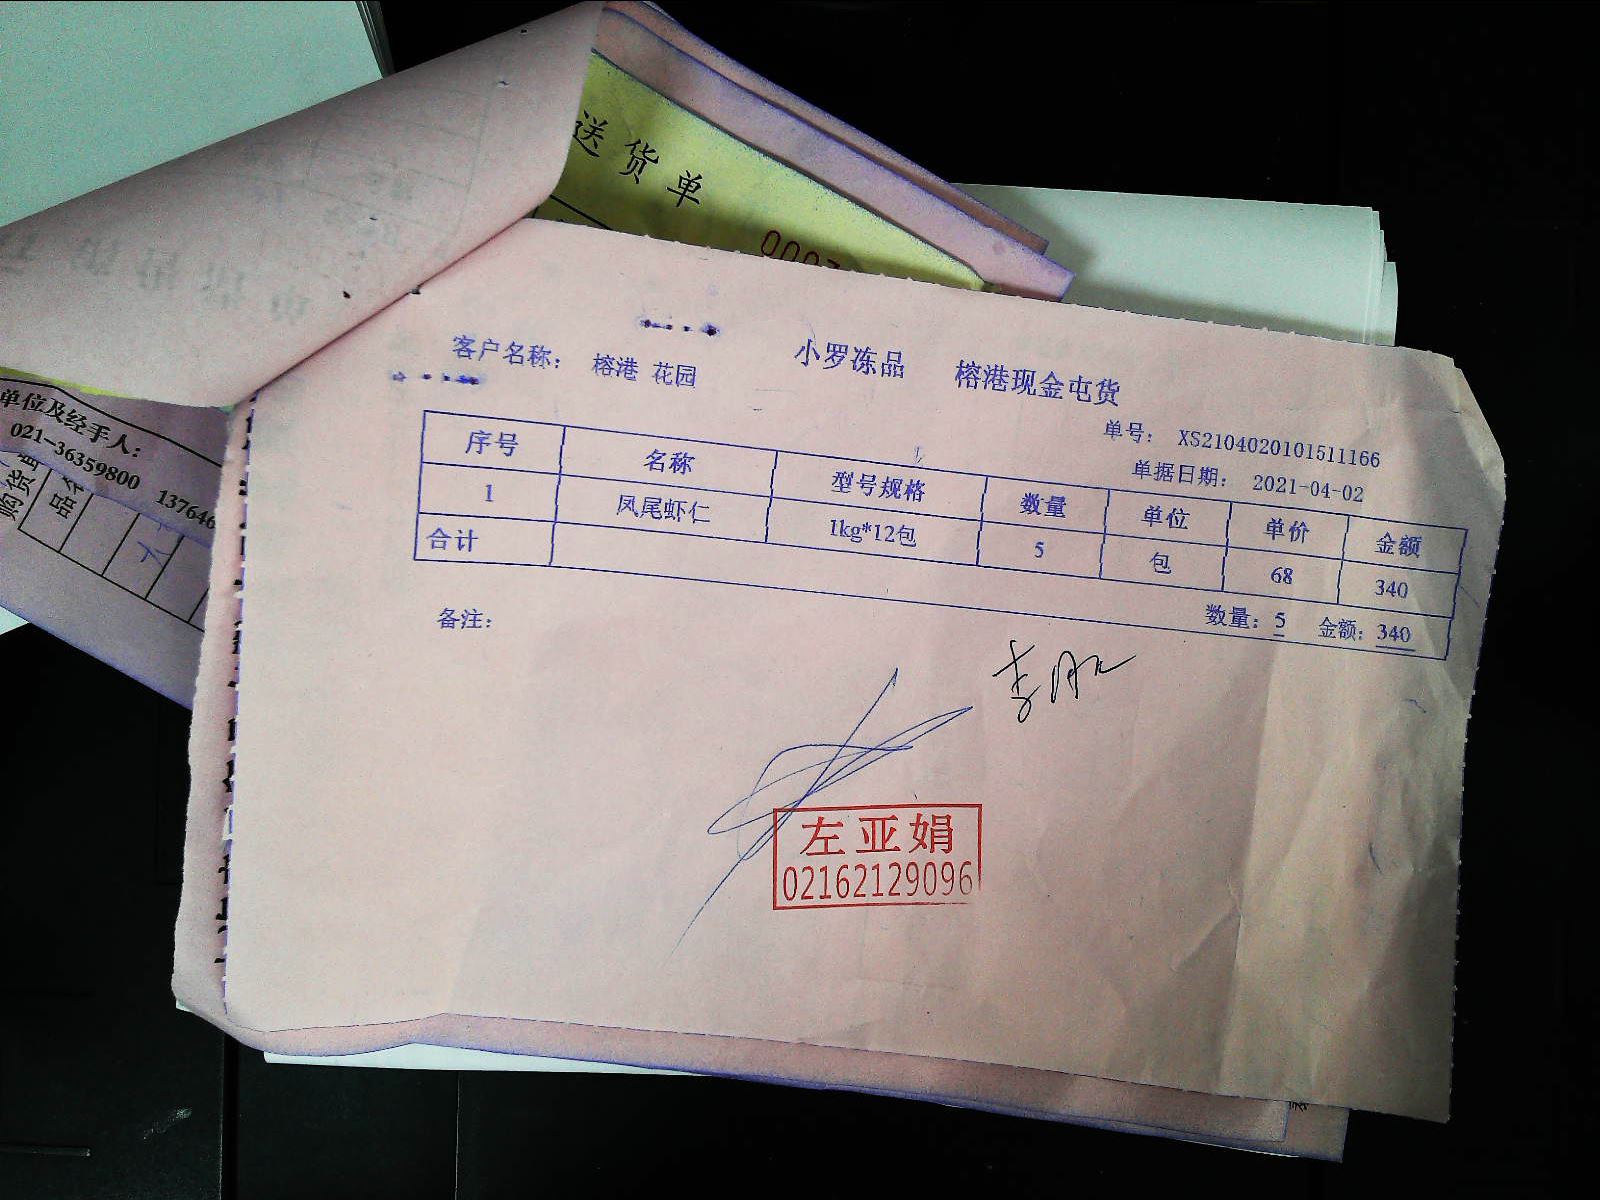 送货单
单位及经手人：
021-36359800 137646
小罗冻品 榕港现金屯货
客户名称： 榕港 花园
单号： XS2104020101511166
单据日期： 2021-04-02
序号 名称 型号规格 数量 单位 单价 金额
1 凤尾虾仁 1kg*12包 5 包 68 340
合计 数量：5 金额：340
备注：
左亚娟
02162129096